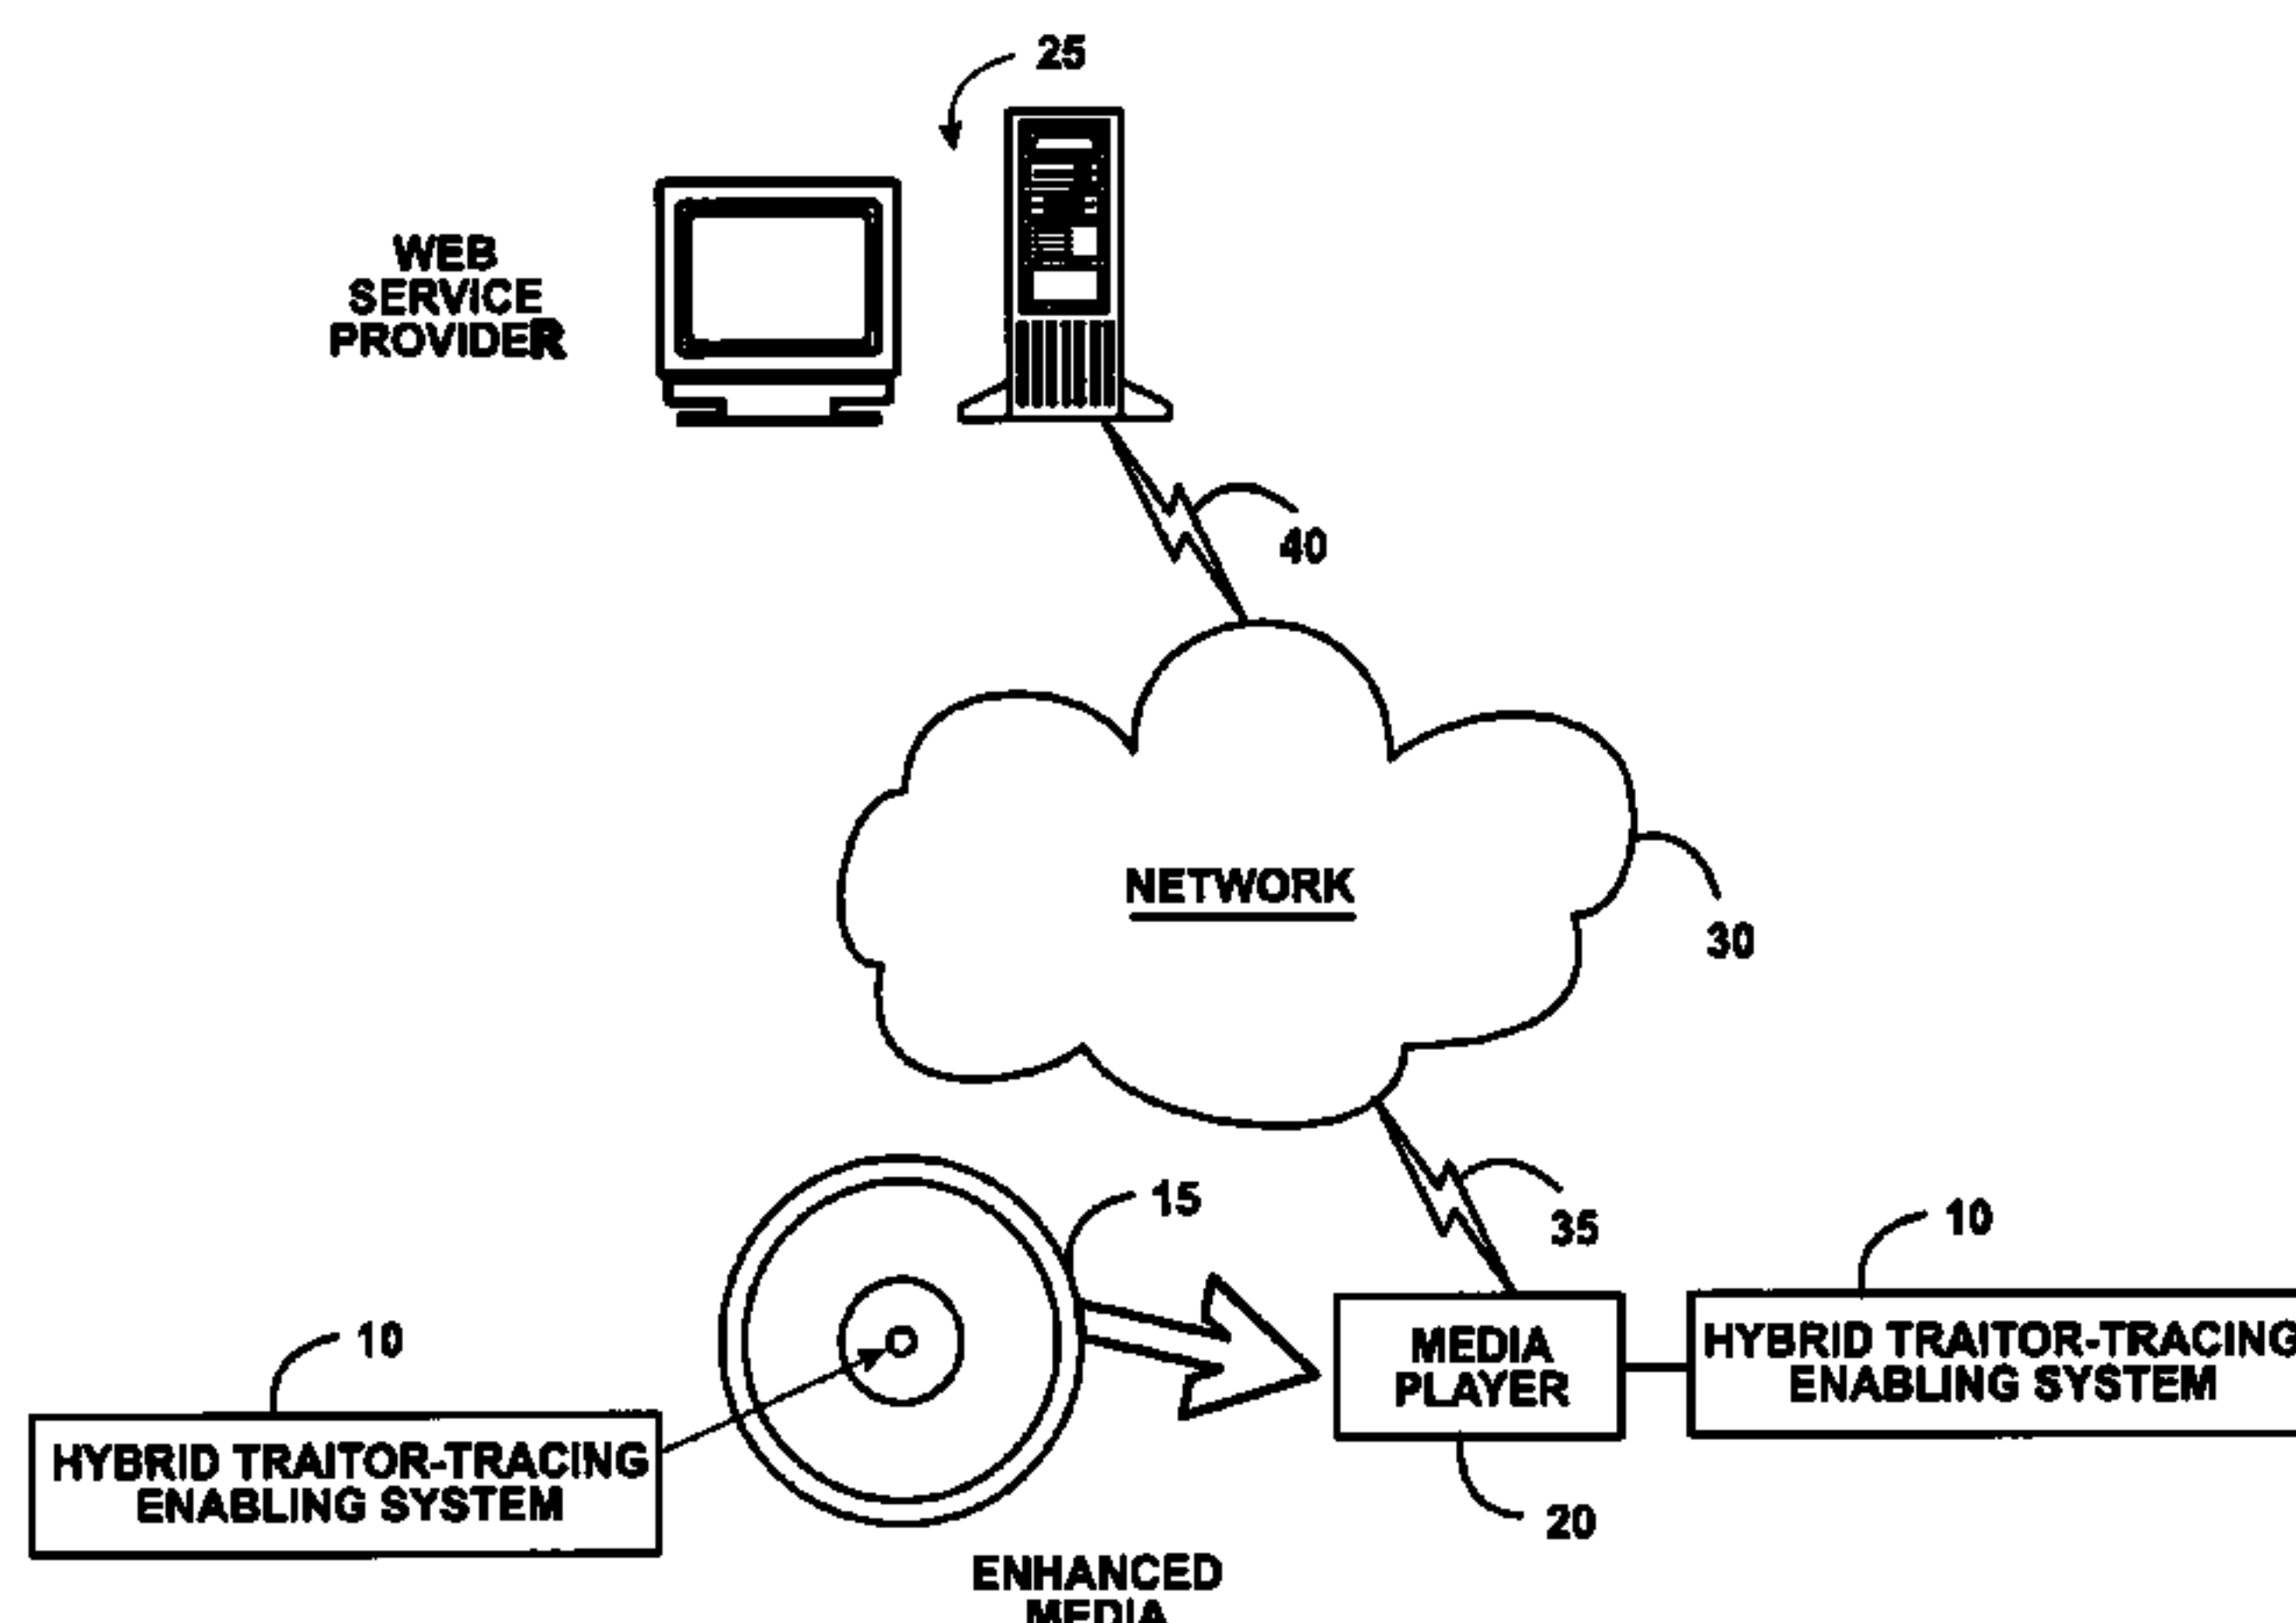 25
WEB
SERVICE
PROVIDER
40
NETWORK
30
15
35
10
10
MEDIA
PLAYER
HYBRID TRAITOR-TRACING
ENABLING SYSTEM
HYBRID TRAITOR-TRACING
ENABLING SYSTEM
20
ENHANCED
MEDIA